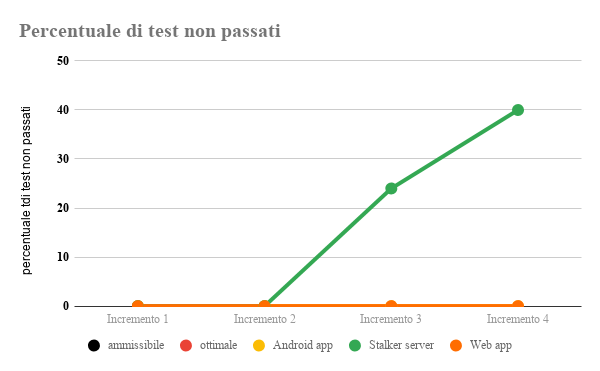 Percentuale di test non passati
percentuale tdi test non passati
50
40
30
20
10
0
Incremento 1 Incremento 2 Incremento 3 Incremento 4
ammissibile ottimale Android app Stalker server Web app